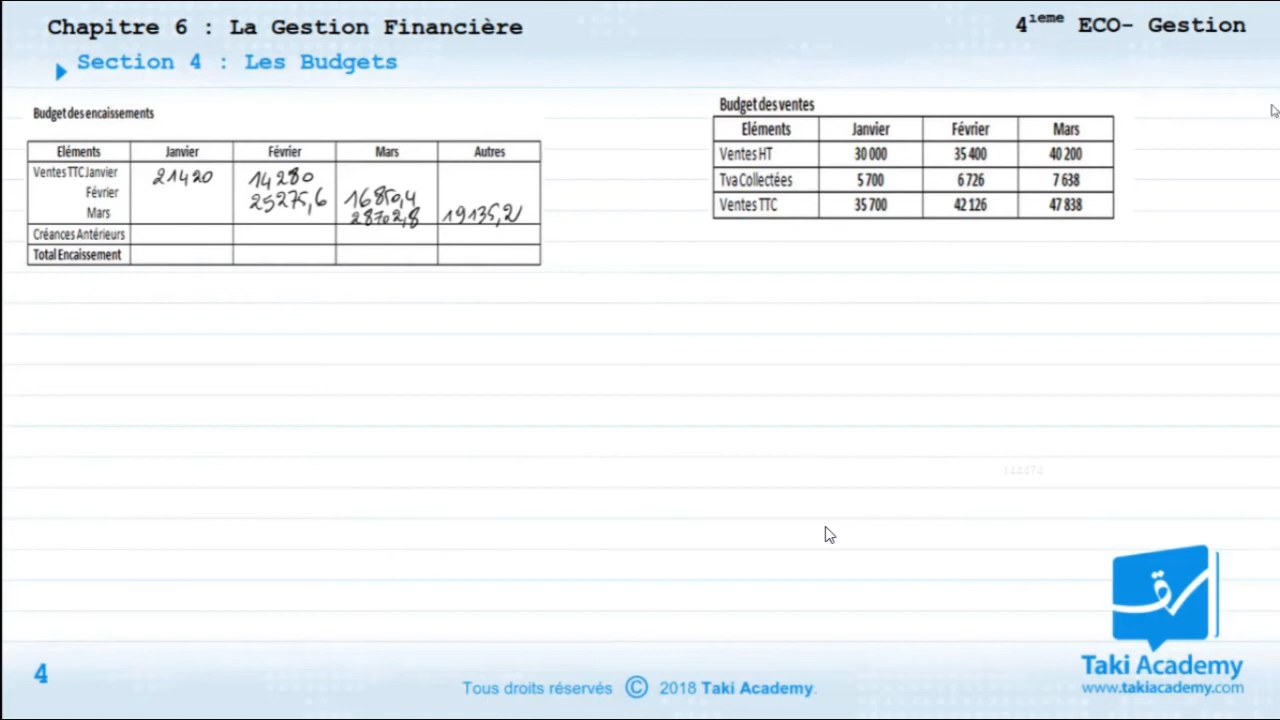 Chapitre 6 : La Gestion Financière
4ieme ECO- Gestion
Section 4 : Les Budgets
Budget des encaissements
Eléments Janvier Février Mars Autres
Ventes TTC Janvier 21420 14280
Février 25275,6 16850,4
Mars 28702,8 19135,2
Créances Antérieurs
Total Encaissement
Budget des ventes
Eléments Janvier Février Mars
Ventes HT 30 000 35 400 40 200
Tva Collectées 5 700 6 726 7 638
Ventes TTC 35 700 42 126 47 838
144474
4
Tous droits réservés © 2018 Taki Academy.
Taki Academy
www.takiacademy.com